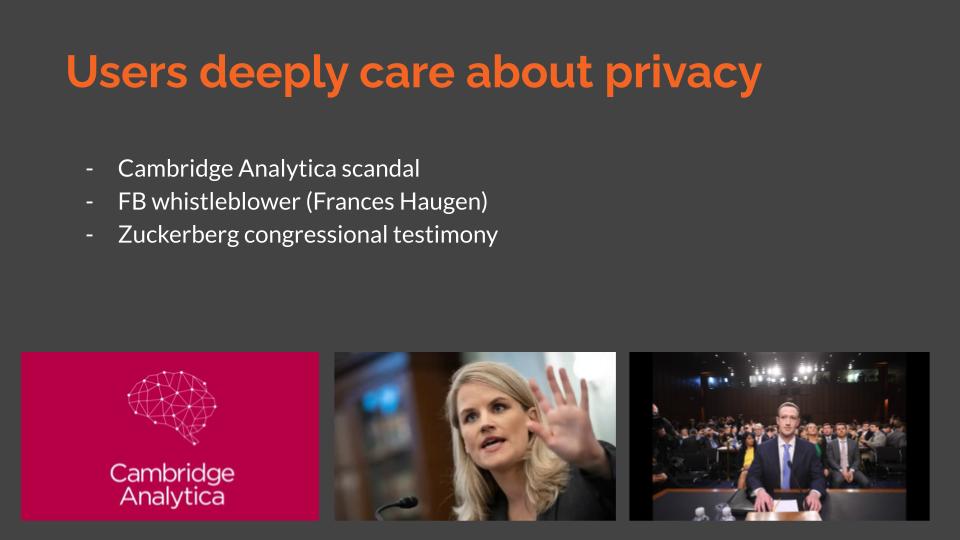 Users deeply care about privacy
- Cambridge Analytica scandal
- FB whistleblower (Frances Haugen)
- Zuckerberg congressional testimony
Cambridge
Analytica